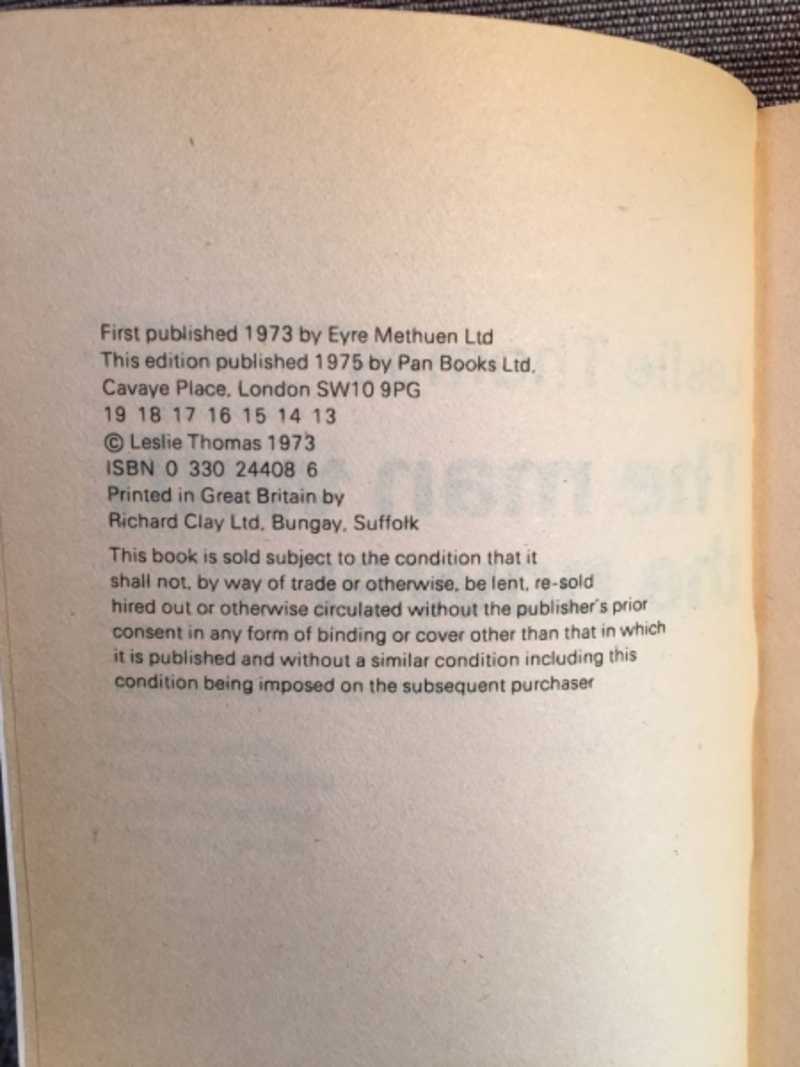 First published 1973 by Eyre Methuen Ltd
This edition published 1975 by Pan Books Ltd,
Cavaye Place, London SW10 9PG
19 18 17 16 15 14 13
© Leslie Thomas 1973
ISBN 0 330 24408 6
Printed in Great Britain by
Richard Clay Ltd, Bungay, Suffolk
This book is sold subject to the condition that it
shall not, by way of trade or otherwise, be lent, re-sold
hired out or otherwise circulated without the publisher's prior
consent in any form of binding or cover other than that in which
it is published and without a similar condition including this
condition being imposed on the subsequent purchaser